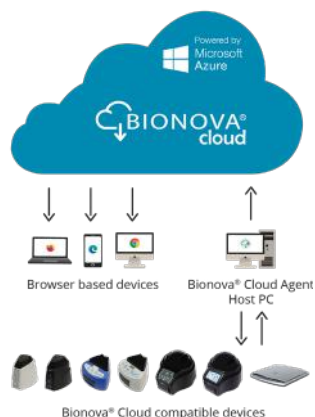 Powered by
Microsoft
Azure
BIONOVA®
cloud
Browser based devices
Bionova® Cloud Agent
Host PC
Bionova® Cloud compatible devices